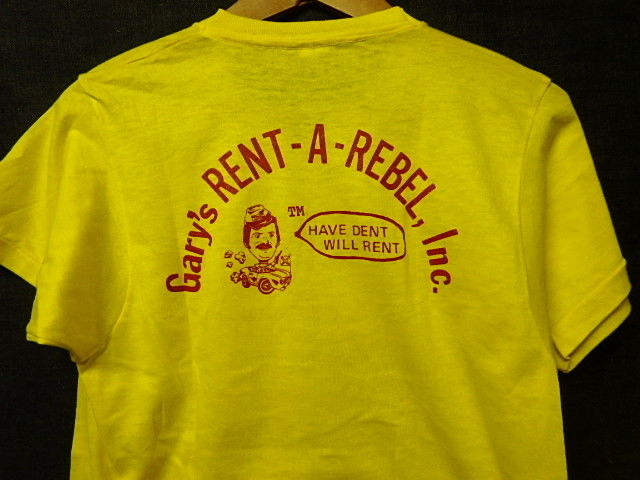 Gary's RENT-A-REBEL, Inc.
TM
HAVE DENT
WILL RENT